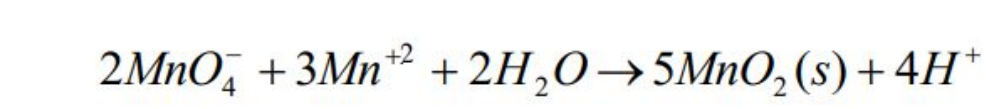 2MnO₄⁻ + 3Mn⁺² + 2H₂O → 5MnO₂(s) + 4H⁺